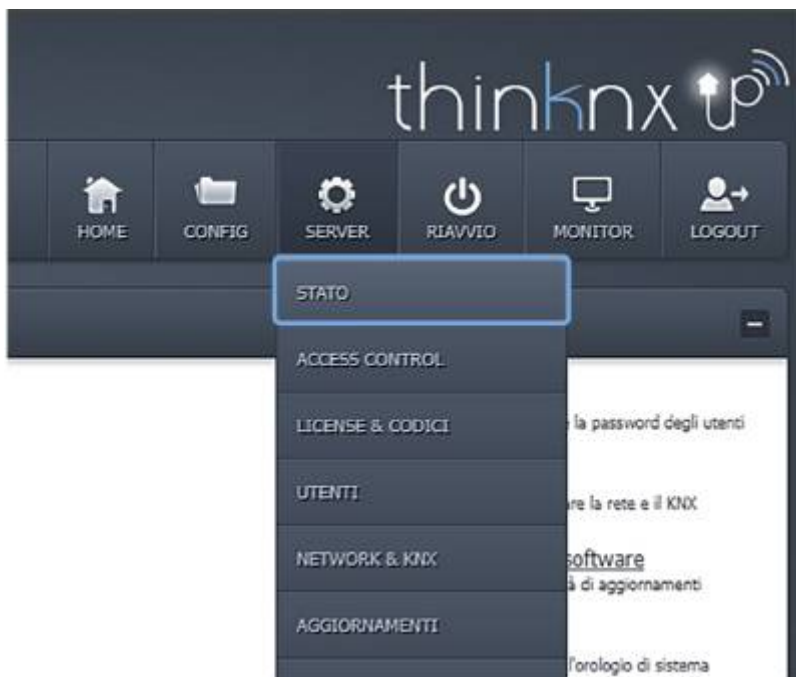 thinknx up
HOME
CONFIG
SERVER
RIAVVIO
MONITOR
LOGOUT
STATO
ACCESS CONTROL
LICENSE & CODICI
UTENTI
NETWORK & KNX
AGGIORNAMENTI
la password degli utenti
re la rete e il KNX
software
à di aggiornamenti
l'orologio di sistema